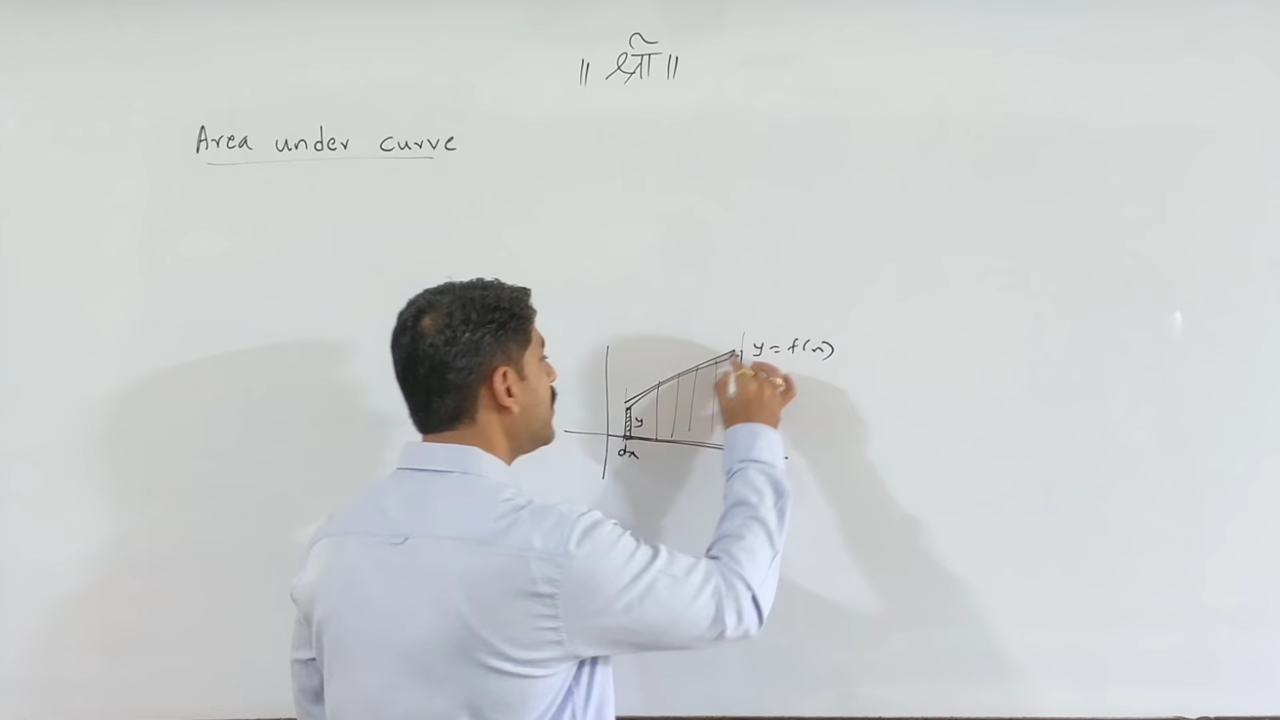 ॥ श्री ॥
Area under curve
y = f(x)
y
dx